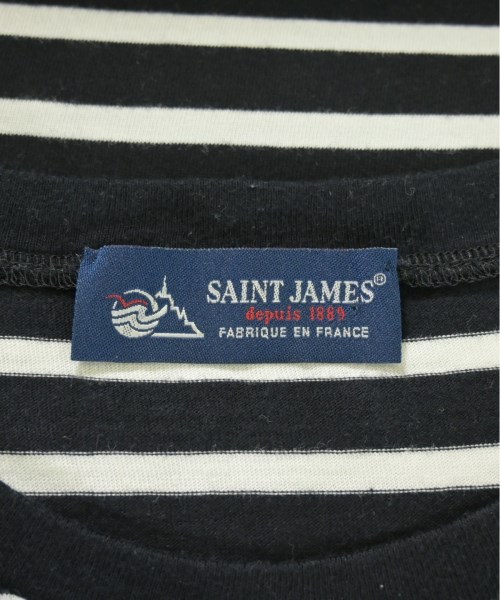 SAINT JAMES®
depuis 1889
FABRIQUE EN FRANCE